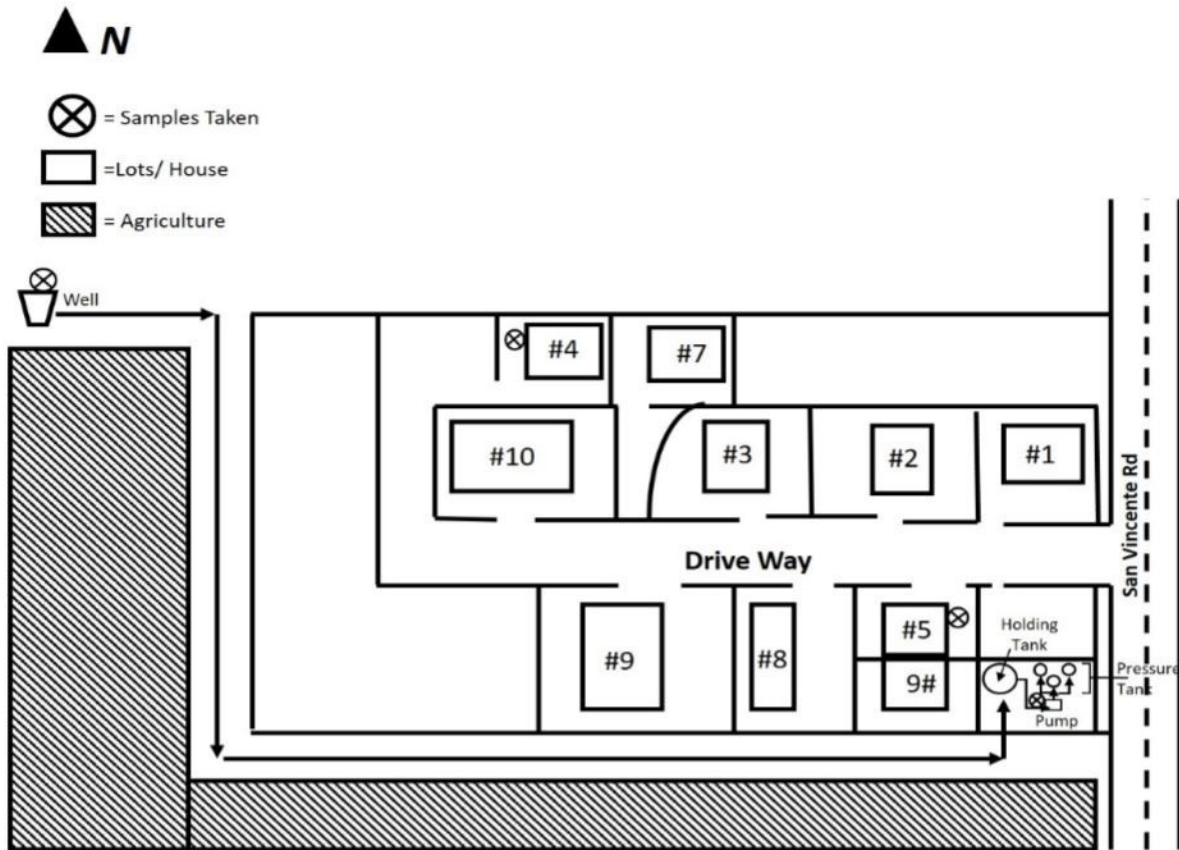 N
= Samples Taken
=Lots/ House
= Agriculture
Well
#4
#7
#10
#3
#2
#1
San Vincente Rd
Drive Way
#9
#8
#5
9#
Holding
Tank
Pressure
Tank
Pump